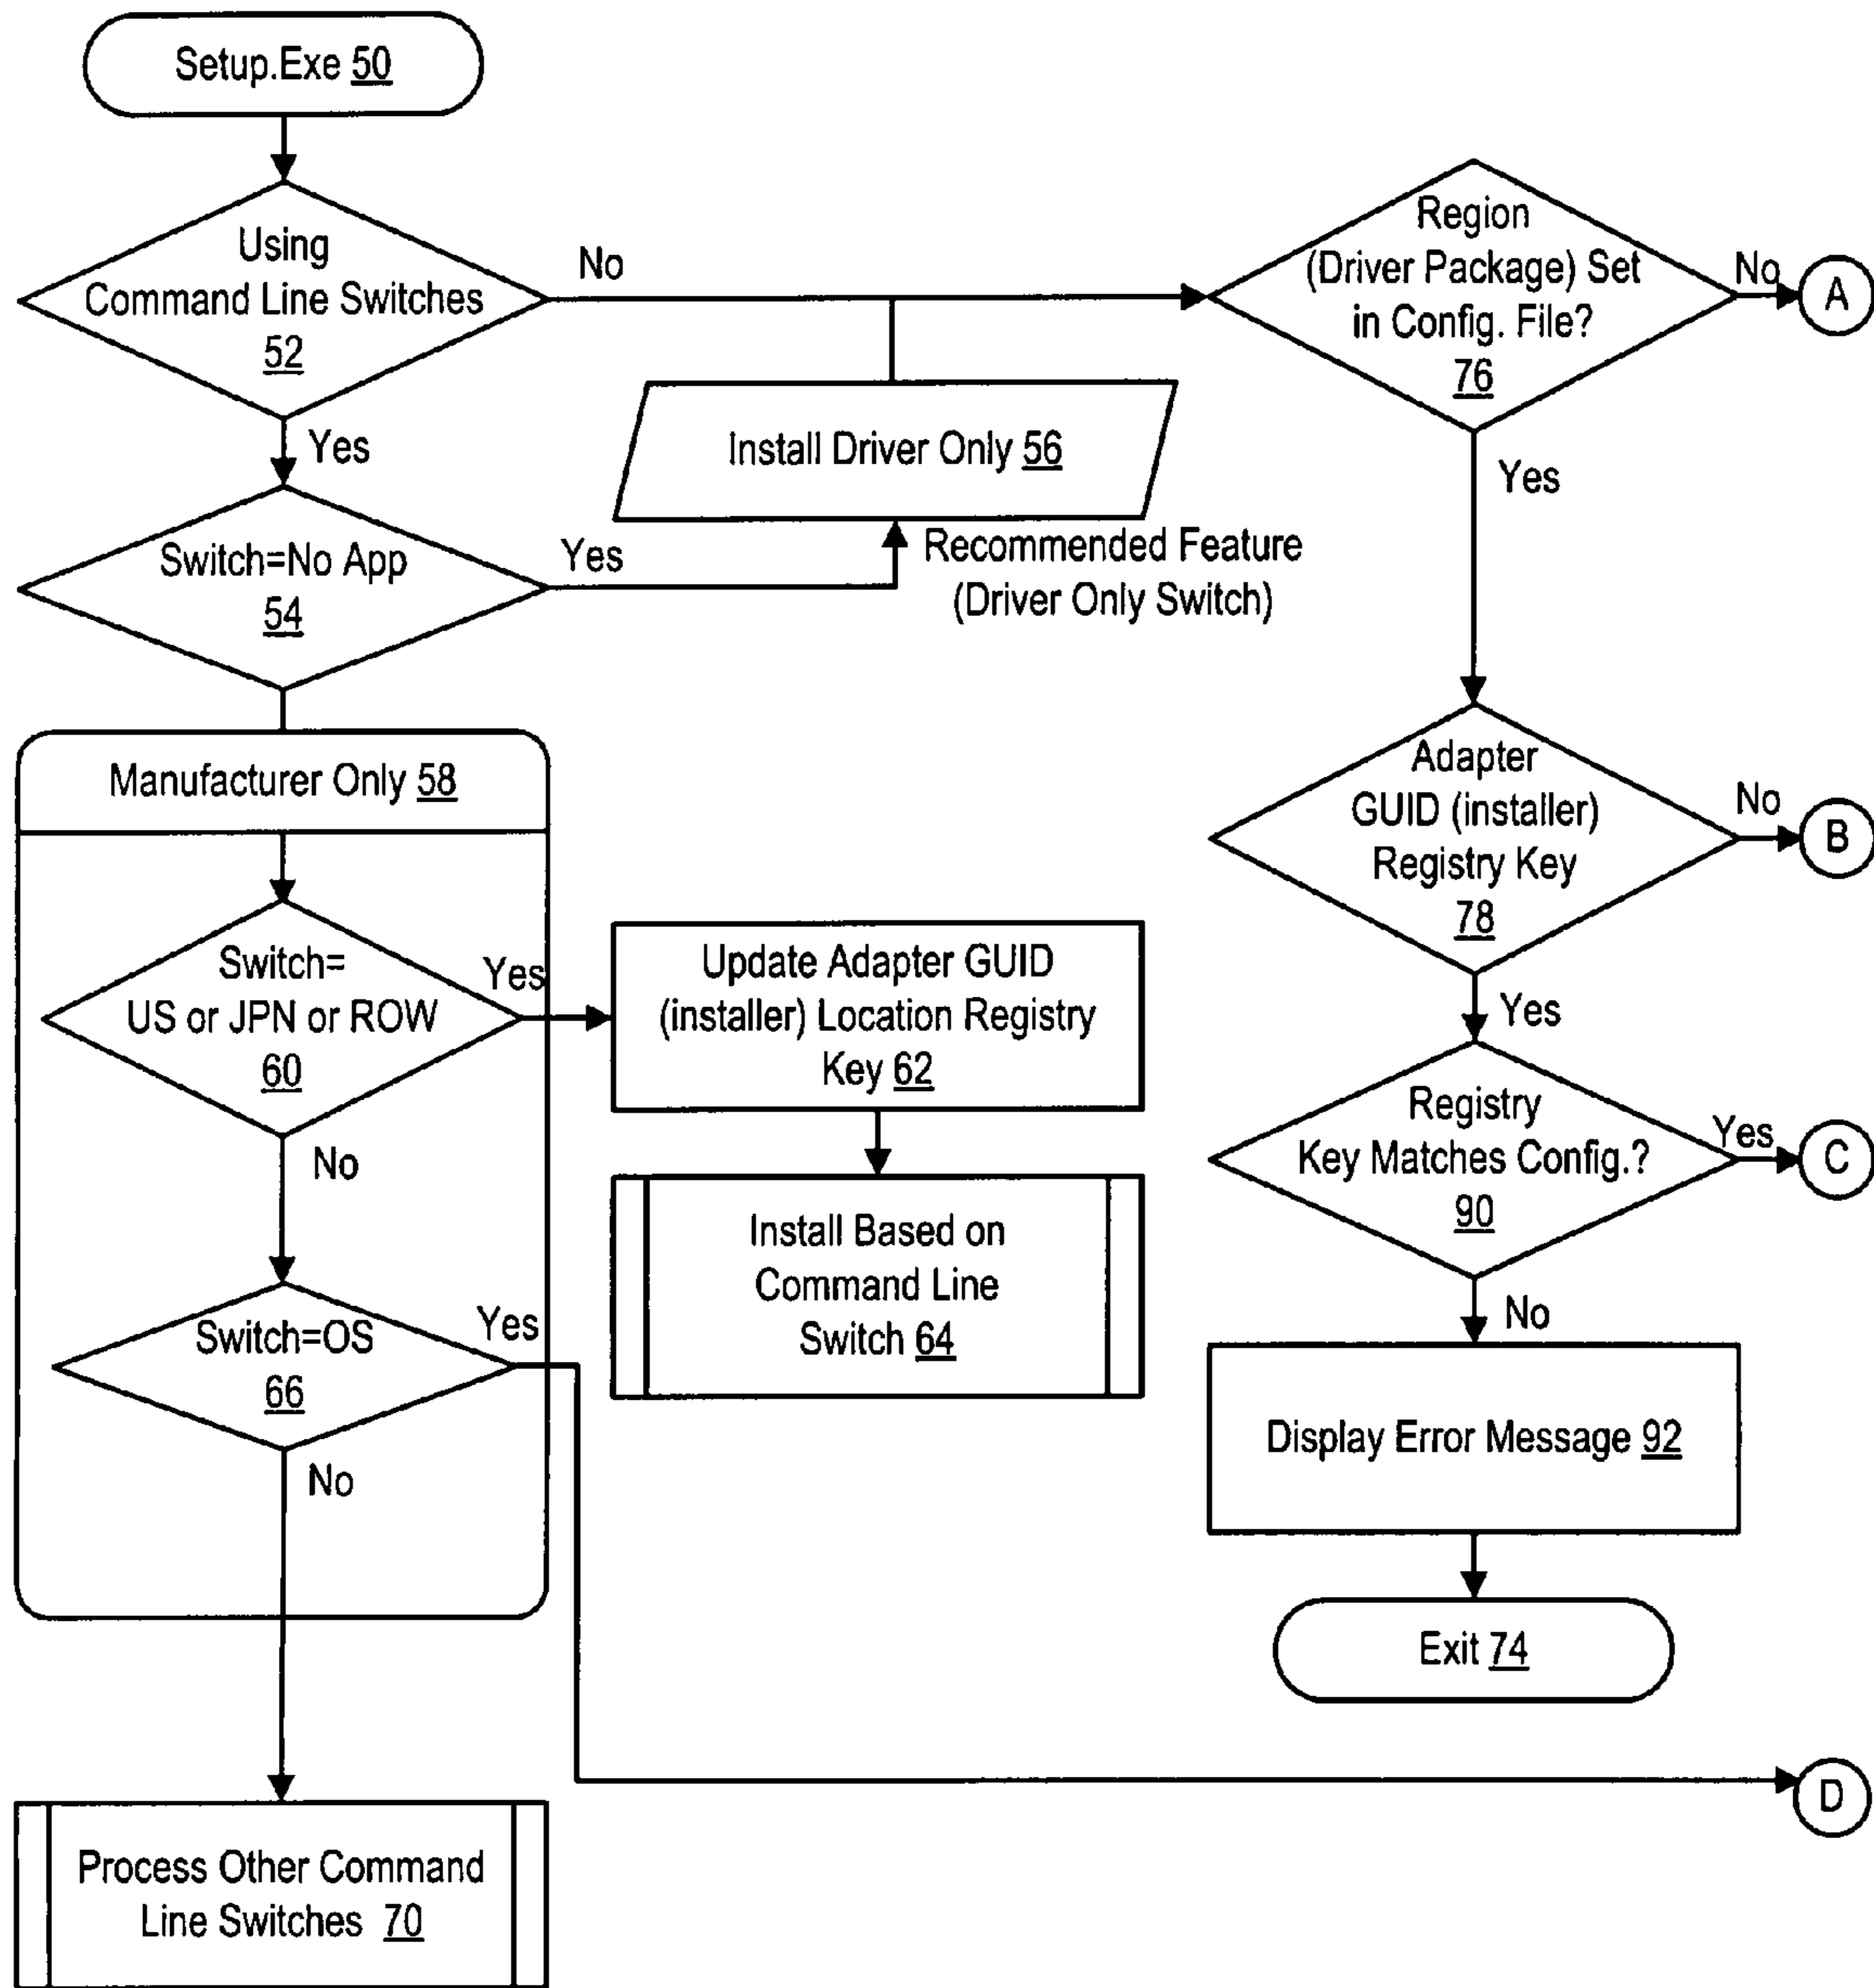 Setup.Exe 50
Using
Command Line Switches
52
No
Yes
Switch=No App
54
Yes
Install Driver Only 56
Recommended Feature
(Driver Only Switch)
Manufacturer Only 58
Switch=
US or JPN or ROW
60
Yes
No
Update Adapter GUID
(installer) Location Registry
Key 62
Install Based on
Command Line
Switch 64
Switch=OS
66
Yes
No
Process Other Command
Line Switches 70
Region
(Driver Package) Set
in Config. File?
76
No
A
Yes
Adapter
GUID (installer)
Registry Key
78
No
B
Yes
Registry
Key Matches Config.?
90
Yes
C
No
Display Error Message 92
Exit 74
D